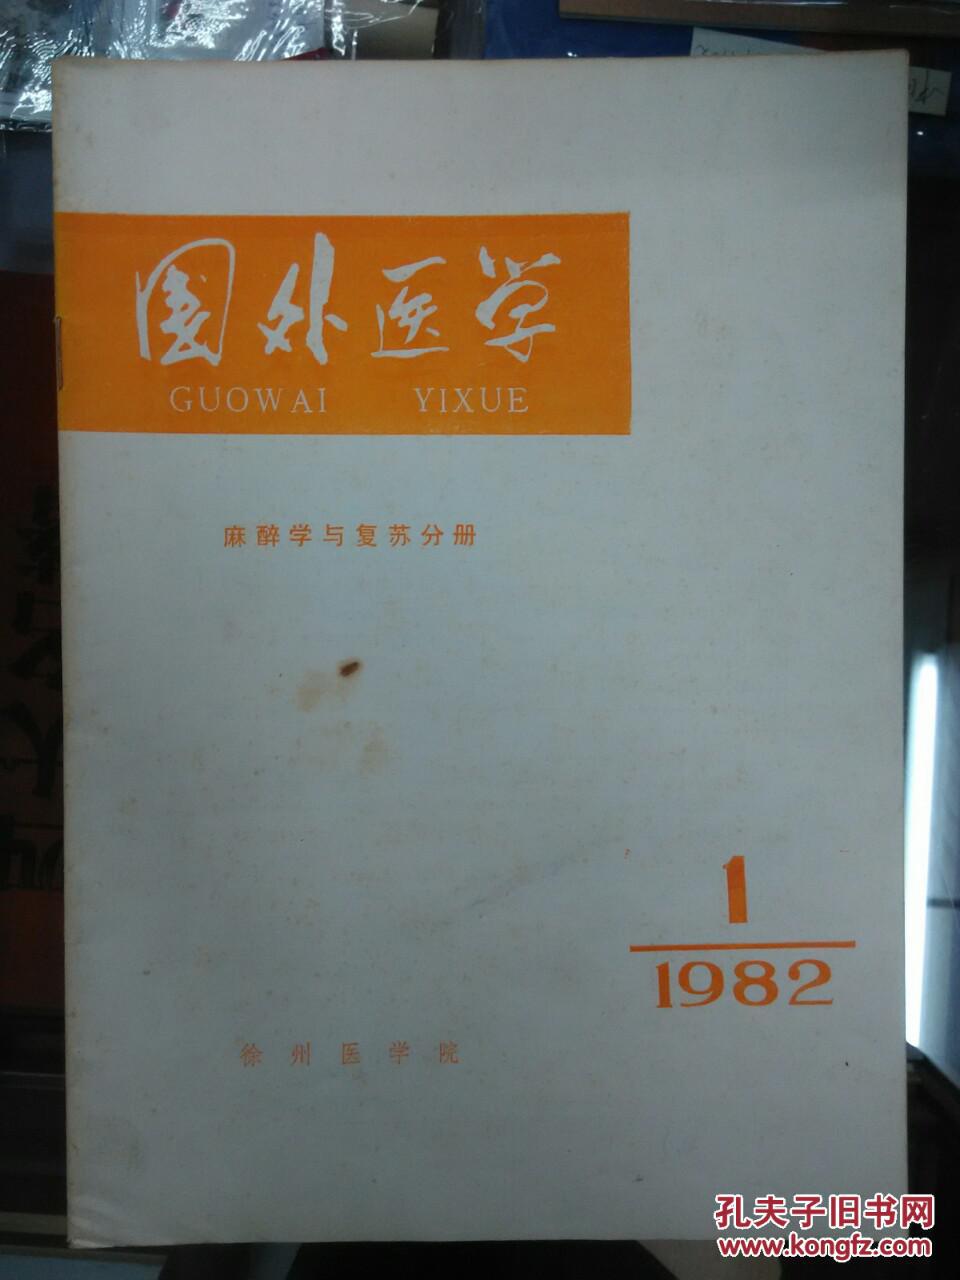 国外医学
GUOWAI YIXUE
麻醉学与复苏分册
1
1982
徐州医学院
孔夫子旧书网
www.kongfz.com